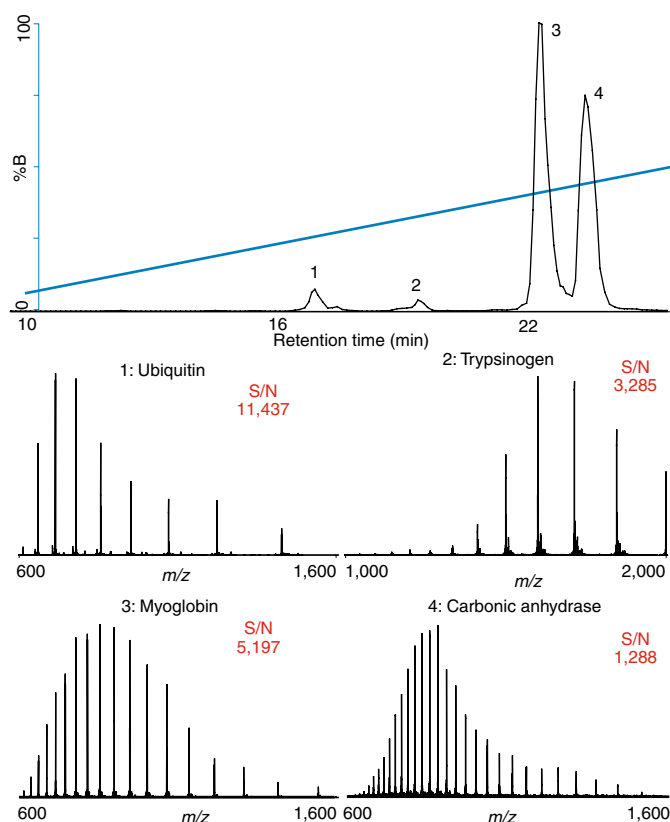 100
%B
0
1
2
3
4
10
16
22
Retention time (min)
1: Ubiquitin
S/N
11,437
600
m/z
1,600
2: Trypsinogen
S/N
3,285
1,000
m/z
2,000
3: Myoglobin
S/N
5,197
600
m/z
1,600
4: Carbonic anhydrase
S/N
1,288
600
m/z
1,600